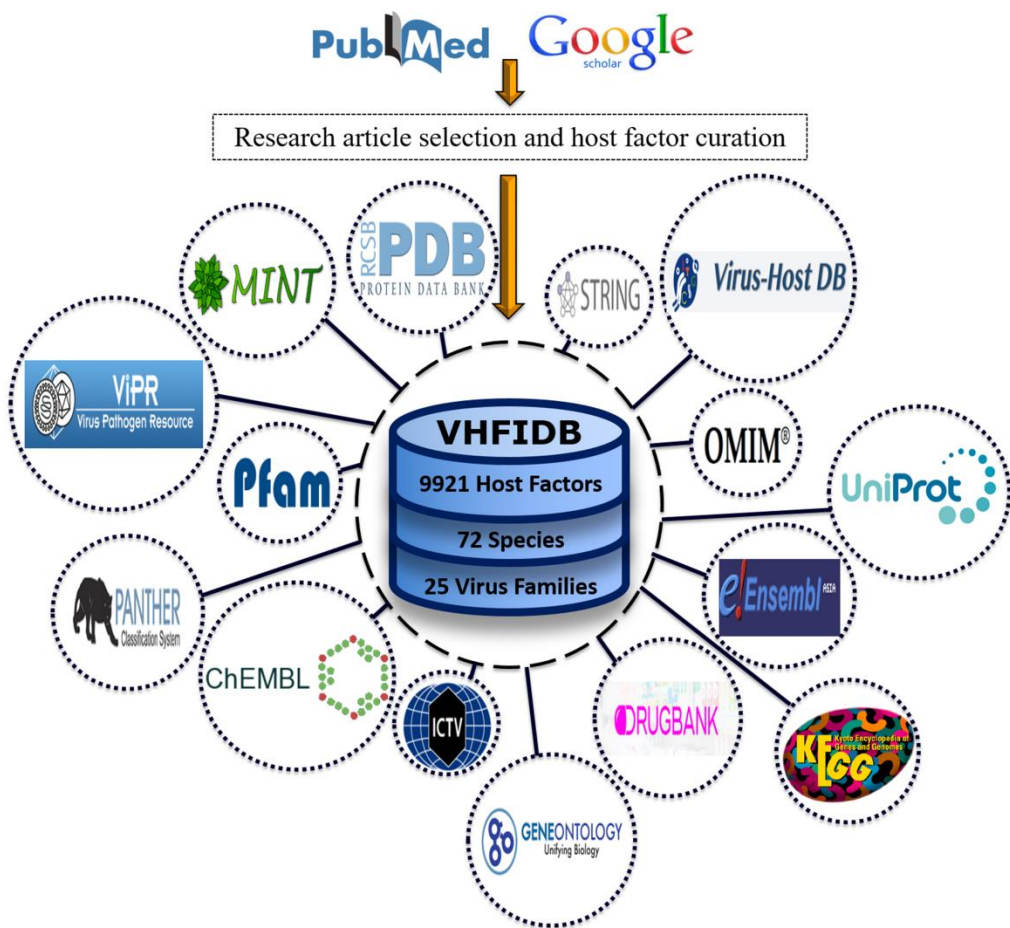 PubMed
Google
scholar
Research article selection and host factor curation
MINT
RCSB
PDB
PROTEIN DATA BANK
STRING
Virus-Host DB
ViPR
Virus Pathogen Resource
Pfam
VHFIDB
9921 Host Factors
72 Species
25 Virus Families
OMIM®
UniProt
PANTHER
Classification System
e!Ensembl ASIA
ChEMBL
ICTV
DRUGBANK
KEGG
Kyoto Encyclopedia of
Genes and Genomes
go
GENEONTOLOGY
Unifying Biology